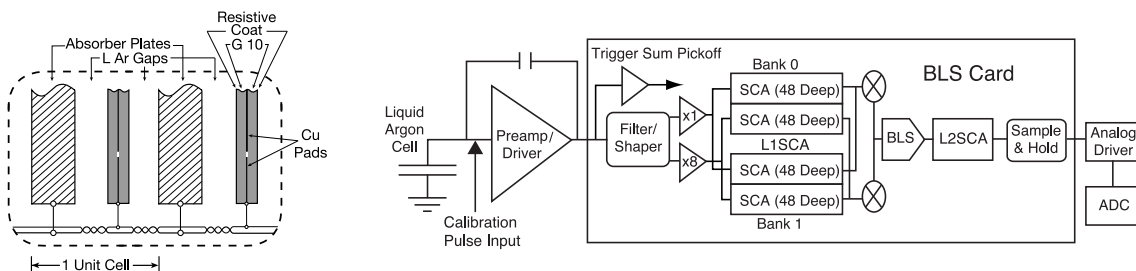 Resistive
Coat
G 10
Absorber Plates
L Ar Gaps
Cu
Pads
1 Unit Cell
Liquid
Argon
Cell
Preamp/
Driver
Calibration
Pulse Input
Trigger Sum Pickoff
Filter/
Shaper
x1
x8
Bank 0
SCA (48 Deep)
SCA (48 Deep)
L1SCA
SCA (48 Deep)
SCA (48 Deep)
Bank 1
BLS Card
BLS
L2SCA
Sample
& Hold
Analog
Driver
ADC